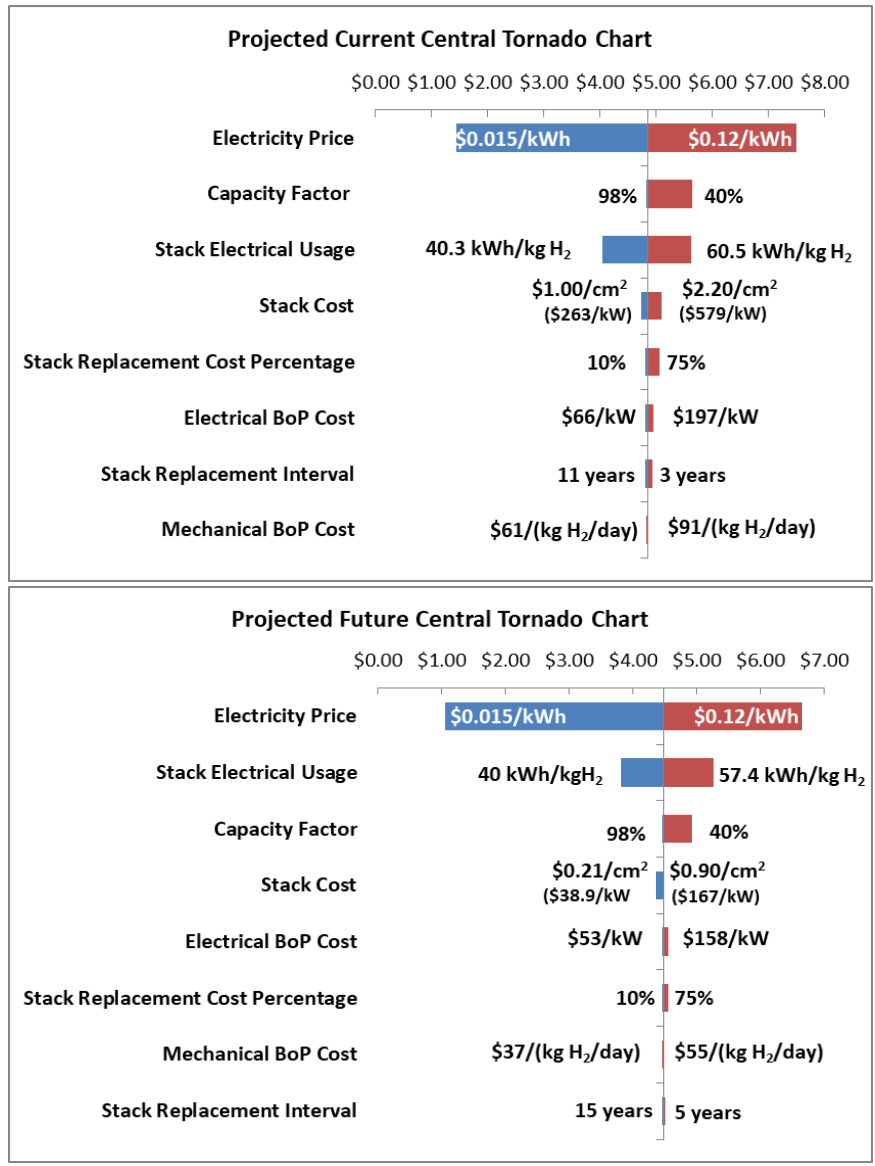 Projected Current Central Tornado Chart
$0.00 $1.00 $2.00 $3.00 $4.00 $5.00 $6.00 $7.00 $8.00
Electricity Price $0.015/kWh $0.12/kWh
Capacity Factor 98% 40%
Stack Electrical Usage 40.3 kWh/kg H₂ 60.5 kWh/kg H₂
$1.00/cm² $2.20/cm²
Stack Cost ($263/kW) ($579/kW)
Stack Replacement Cost Percentage 10% 75%
Electrical BoP Cost $66/kW $197/kW
Stack Replacement Interval 11 years 3 years
Mechanical BoP Cost $61/(kg H₂/day) $91/(kg H₂/day)
Projected Future Central Tornado Chart
$0.00 $1.00 $2.00 $3.00 $4.00 $5.00 $6.00 $7.00
Electricity Price $0.015/kWh $0.12/kWh
Stack Electrical Usage 40 kWh/kgH₂ 57.4 kWh/kg H₂
Capacity Factor 98% 40%
$0.21/cm² $0.90/cm²
Stack Cost ($38.9/kW ($167/kW)
Electrical BoP Cost $53/kW $158/kW
Stack Replacement Cost Percentage 10% 75%
Mechanical BoP Cost $37/(kg H₂/day) $55/(kg H₂/day)
Stack Replacement Interval 15 years 5 years